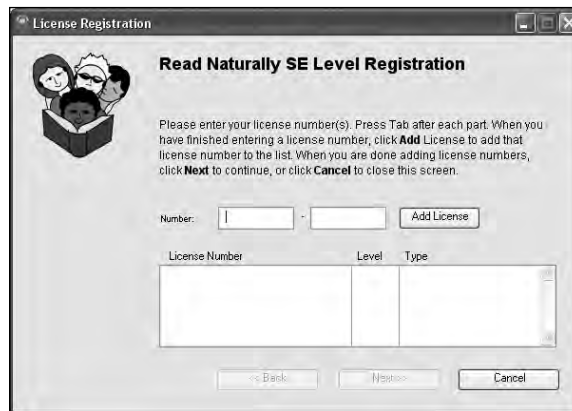 License Registration
Read Naturally SE Level Registration
Please enter your license number(s). Press Tab after each part. When you
have finished entering a license number, click Add License to add that
license number to the list. When you are done adding license numbers,
click Next to continue, or click Cancel to close this screen.
Number: - Add License
License Number Level Type
<< Back Next>> Cancel